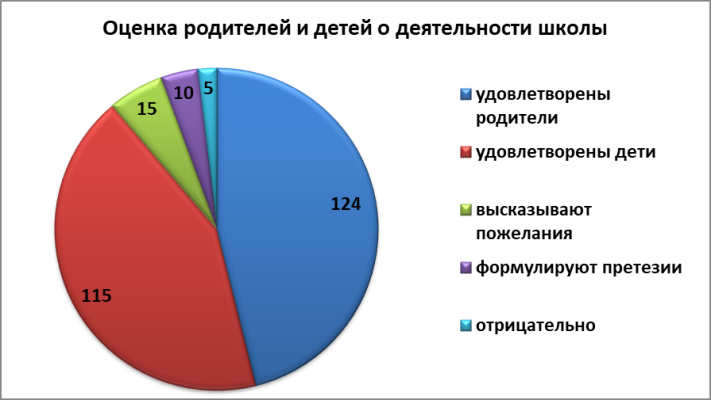 Оценка родителей и детей о деятельности школы
5
10
15
124
115
удовлетворены
родители
удовлетворены дети
высказывают
пожелания
формулируют претезии
отрицательно